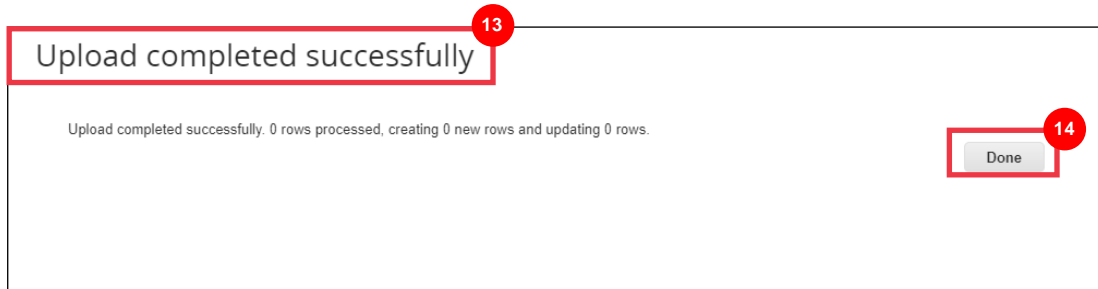 13
Upload completed successfully
Upload completed successfully. 0 rows processed, creating 0 new rows and updating 0 rows.
14
Done